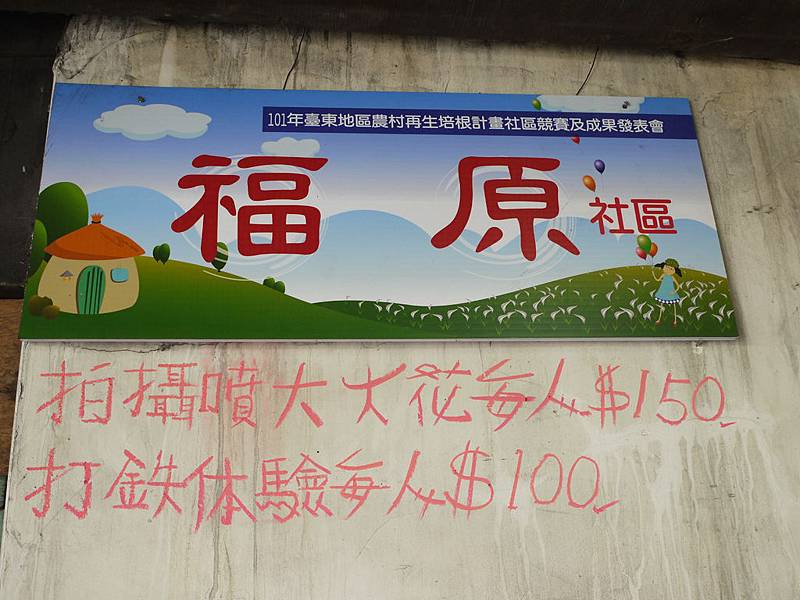 101年臺東地區農村再生培根計畫社區競賽及成果發表會
福原社區
拍攝噴大火花每人$150
打鉄体驗每人$100